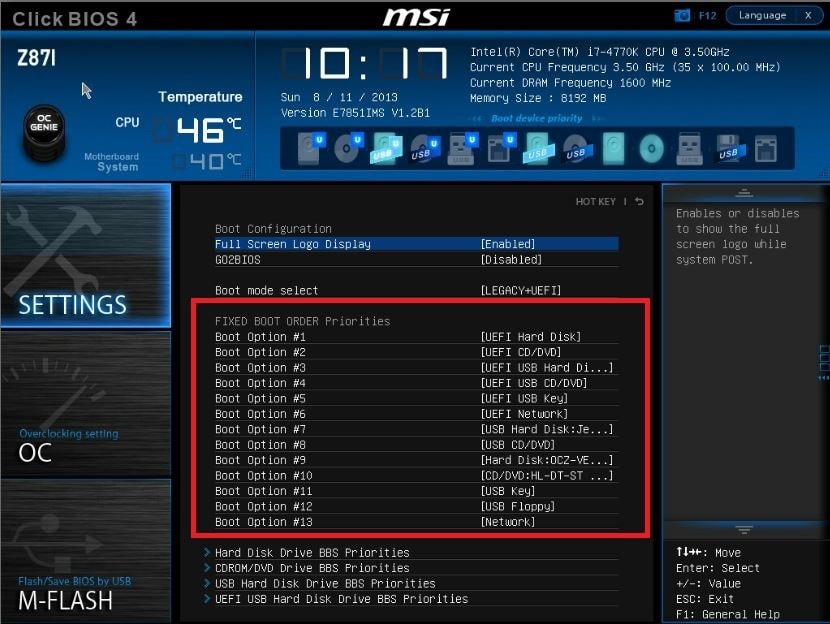 Click BIOS 4
msi
F12
Language X
Z87I
OC GENIE
CPU
Temperature
46°C
Motherboard System
40°C
10:17
Sun 8 / 11 / 2013
Version E7851IMS V1.2B1
Intel(R) Core(TM) i7-4770K CPU @ 3.50GHz
Current CPU Frequency 3.50 GHz (35 x 100.00 MHz)
Current DRAM Frequency 1600 MHz
Memory Size : 8192 MB
Boot device priority
U U U U U U
USB USB USB USB USB
HOT KEY |
SETTINGS
Overclocking setting
OC
Flash/Save BIOS by USB
M-FLASH
Boot Configuration
Full Screen Logo Display [Enabled]
GO2BIOS [Disabled]
Boot mode select [LEGACY+UEFI]
FIXED BOOT ORDER Priorities
Boot Option #1 [UEFI Hard Disk]
Boot Option #2 [UEFI CD/DVD]
Boot Option #3 [UEFI USB Hard Di...]
Boot Option #4 [UEFI USB CD/DVD]
Boot Option #5 [UEFI USB Key]
Boot Option #6 [UEFI Network]
Boot Option #7 [USB Hard Disk:Je...]
Boot Option #8 [USB CD/DVD]
Boot Option #9 [Hard Disk:OCZ-VE...]
Boot Option #10 [CD/DVD:HL-DT-ST ...]
Boot Option #11 [USB Key]
Boot Option #12 [USB Floppy]
Boot Option #13 [Network]
Hard Disk Drive BBS Priorities
CDROM/DVD Drive BBS Priorities
USB Hard Disk Drive BBS Priorities
UEFI USB Hard Disk Drive BBS Priorities
Enables or disables
to show the full
screen logo while
system POST.
↑↓→←: Move
Enter: Select
+/-: Value
ESC: Exit
F1: General Help